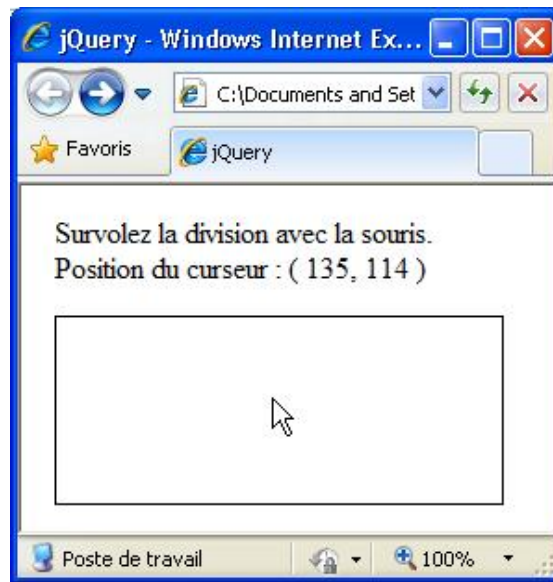 jQuery - Windows Internet Ex...
C:\Documents and Set
Favoris
jQuery
Survolez la division avec la souris.
Position du curseur : ( 135, 114 )
Poste de travail
100%